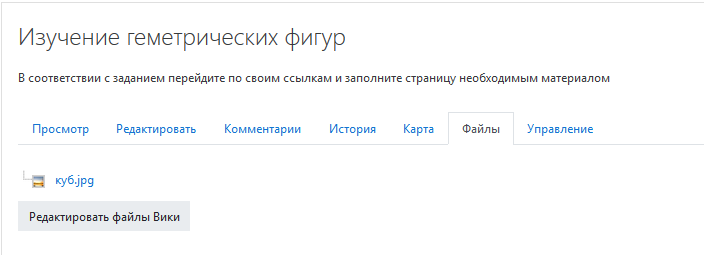 Изучение геметрических фигур
В соответствии с заданием перейдите по своим ссылкам и заполните страницу необходимым материалом
Просмотр Редактировать Комментарии История Карта Файлы Управление
куб.jpg
Редактировать файлы Вики